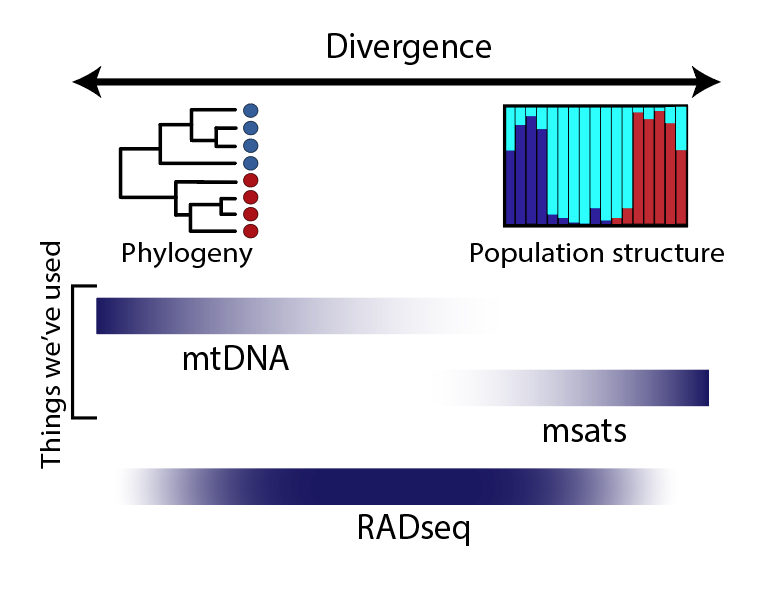 Divergence
Phylogeny
Population structure
Things we've used
mtDNA
msats
RADseq